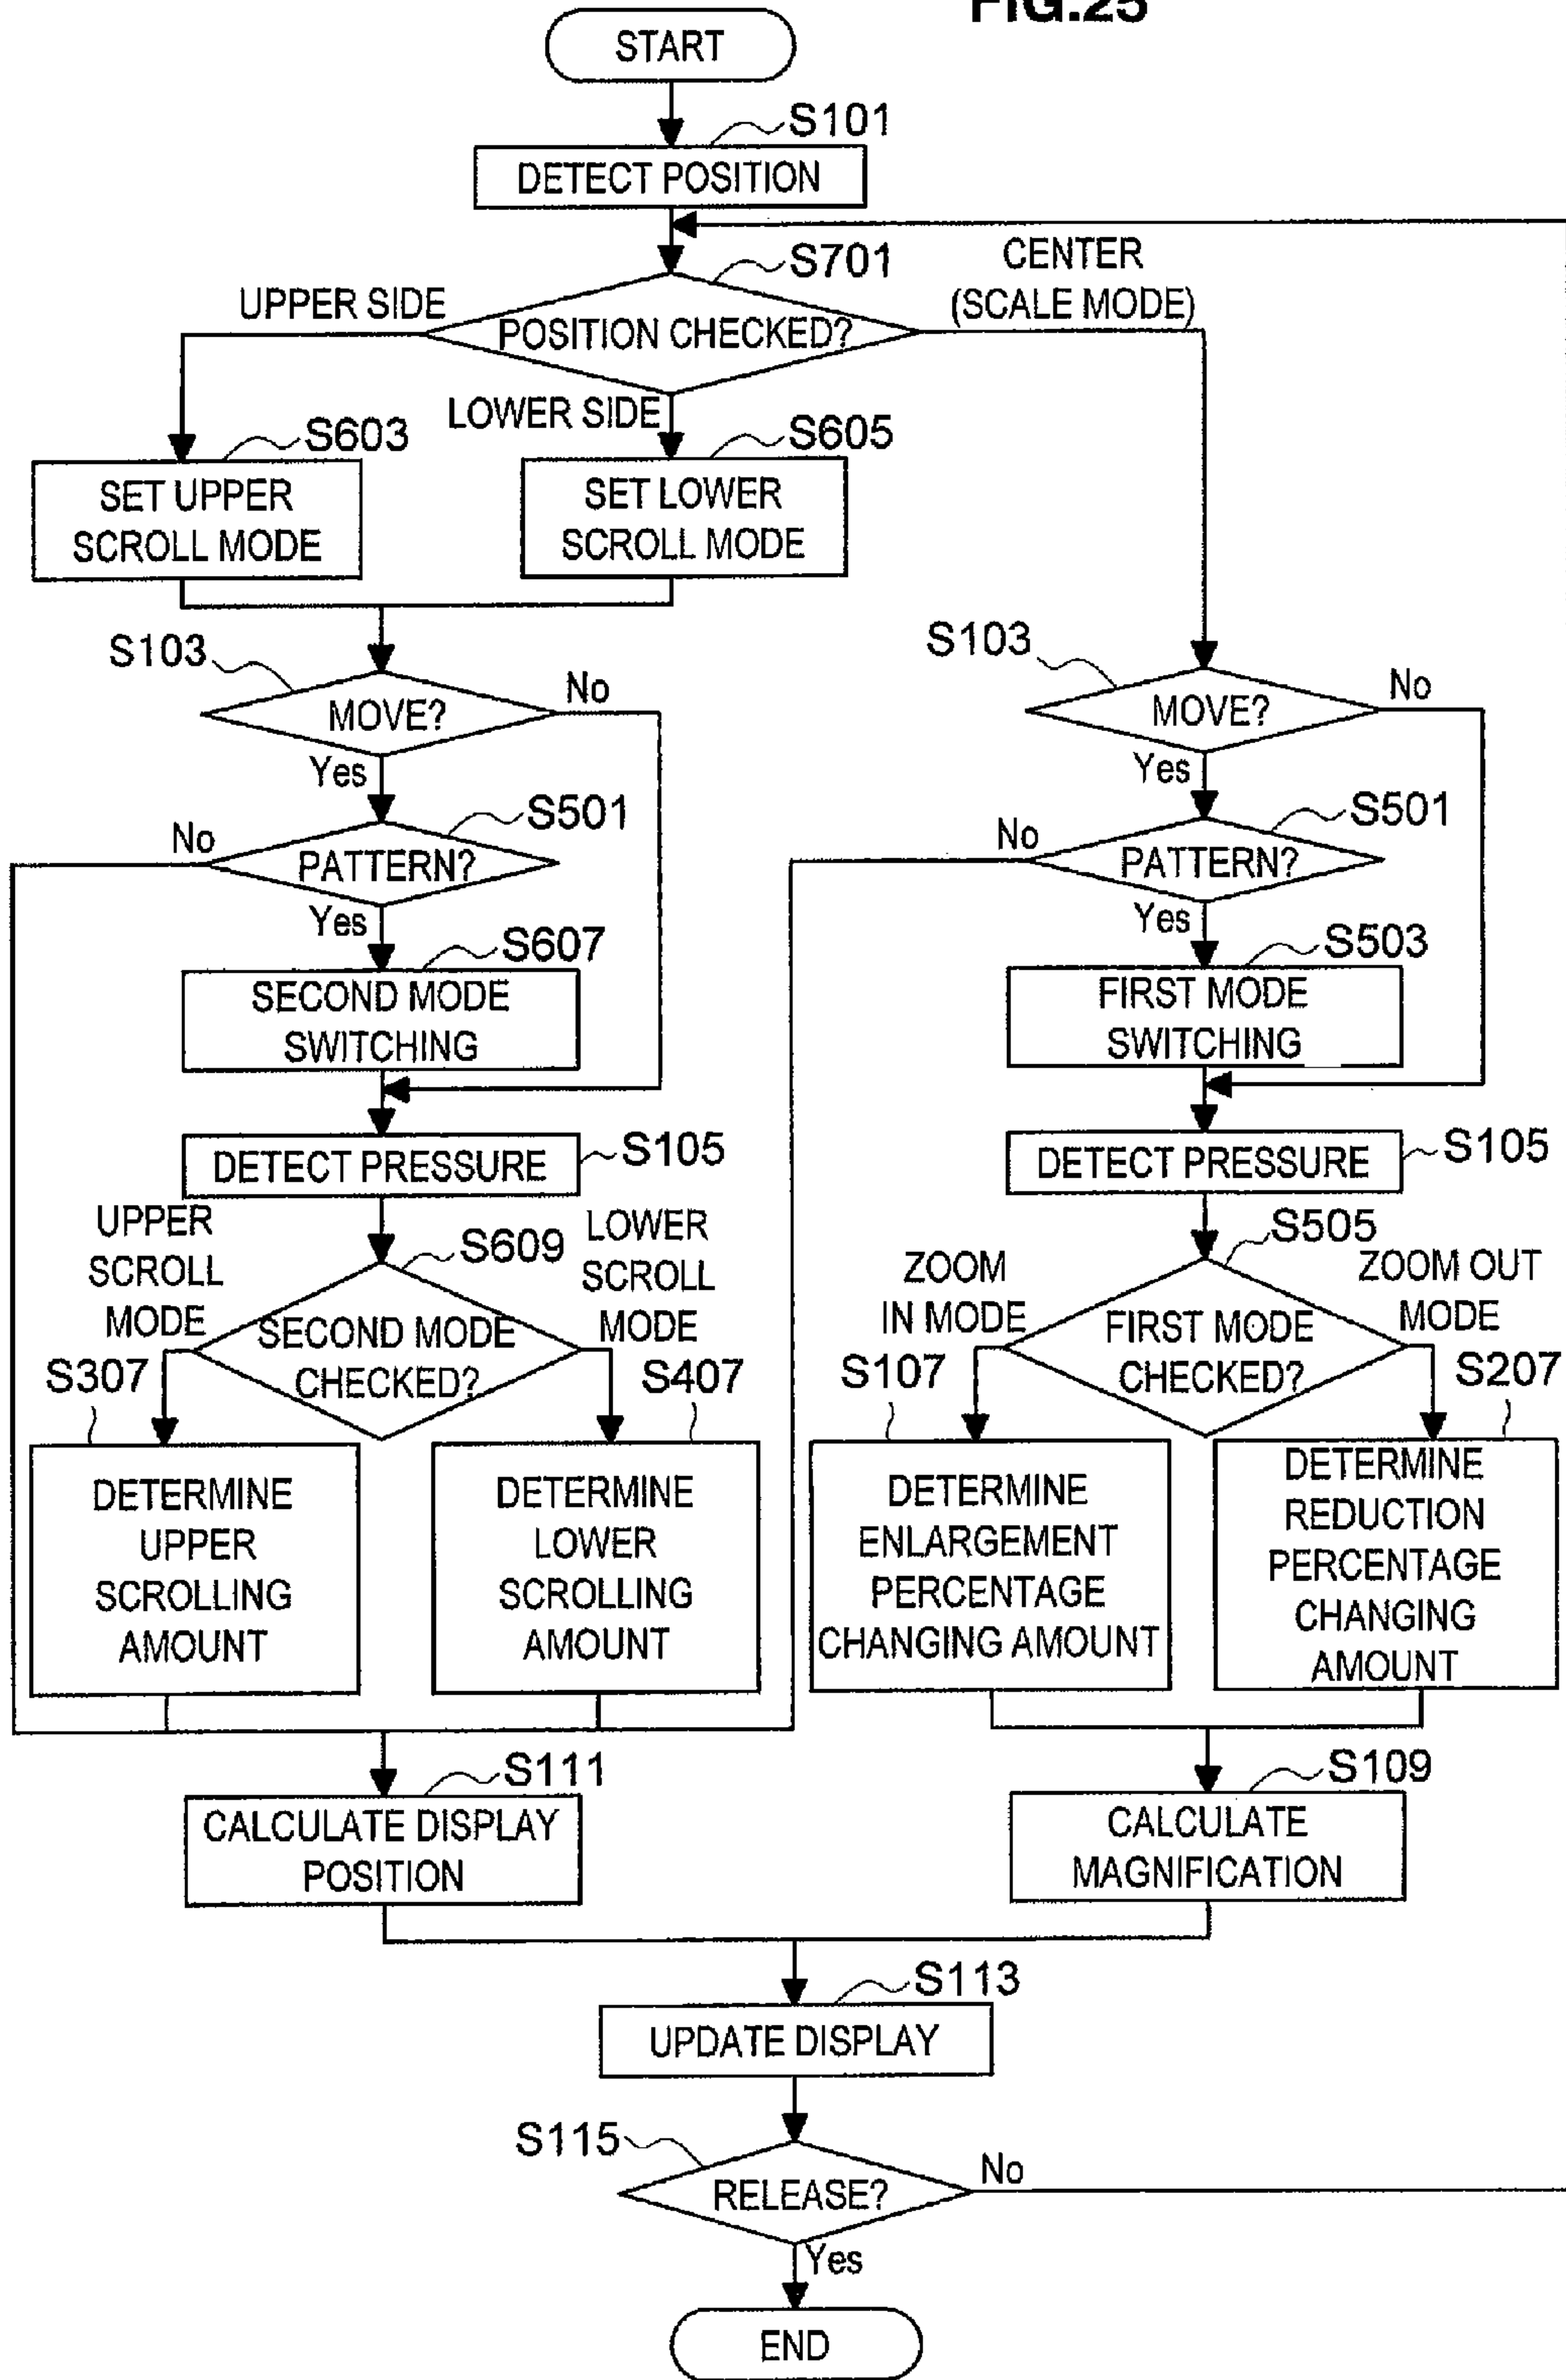 FIG.25
START
S101
DETECT POSITION
S701
CENTER
(SCALE MODE)
UPPER SIDE
POSITION CHECKED?
LOWER SIDE
S603
S605
SET UPPER
SCROLL MODE
SET LOWER
SCROLL MODE
S103
MOVE?
No
Yes
S501
No
PATTERN?
Yes
S607
SECOND MODE
SWITCHING
DETECT PRESSURE
S105
UPPER
SCROLL
MODE
S609
LOWER
SCROLL
MODE
SECOND MODE
CHECKED?
S307
S407
DETERMINE
UPPER
SCROLLING
AMOUNT
DETERMINE
LOWER
SCROLLING
AMOUNT
S111
CALCULATE DISPLAY
POSITION
S103
MOVE?
No
Yes
S501
No
PATTERN?
Yes
S503
FIRST MODE
SWITCHING
DETECT PRESSURE
S105
S505
ZOOM
IN MODE
ZOOM OUT
MODE
FIRST MODE
CHECKED?
S107
S207
DETERMINE
ENLARGEMENT
PERCENTAGE
CHANGING AMOUNT
DETERMINE
REDUCTION
PERCENTAGE
CHANGING
AMOUNT
S109
CALCULATE
MAGNIFICATION
S113
UPDATE DISPLAY
S115
RELEASE?
No
Yes
END